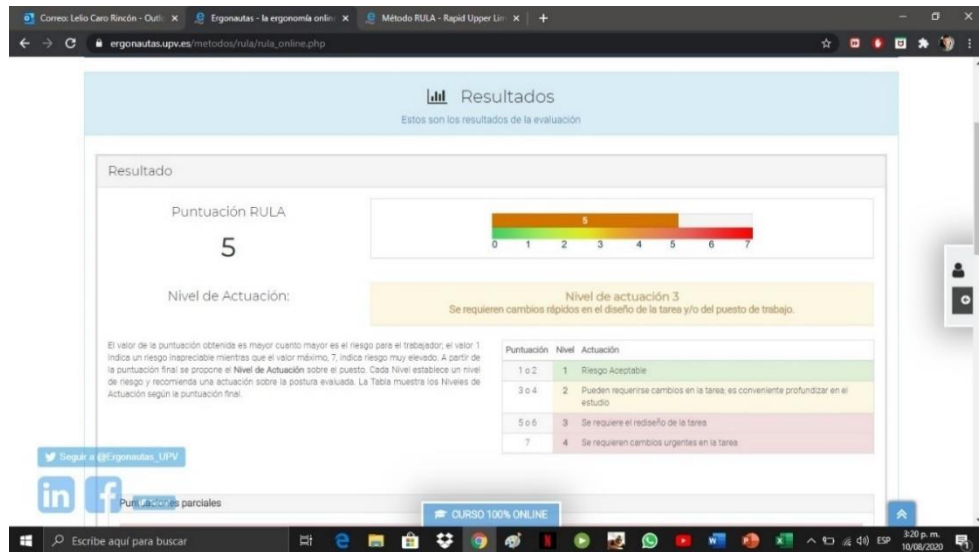 Correo: Lelio Caro Rincón - Outl
Ergonautas - la ergonomía online
Método RULA - Rapid Upper Lim
ergonautas.upv.es/metodos/rula/rula_online.php
Resultados
Estos son los resultados de la evaluación
Resultado
Puntuación RULA
5
5
0 1 2 3 4 5 6 7
Nivel de Actuación:
Nivel de actuación 3
Se requieren cambios rápidos en el diseño de la tarea y/o del puesto de trabajo.
El valor de la puntuación obtenida es mayor cuanto mayor es el riesgo para el trabajador; el valor 1
indica un riesgo inapreciable mientras que el valor máximo, 7, indica riesgo muy elevado. A partir de
la puntuación final se propone el Nivel de Actuación sobre el puesto. Cada Nivel establece un nivel
de riesgo y recomienda una actuación sobre la postura evaluada. La Tabla muestra los Niveles de
Actuación según la puntuación final.
Puntuación Nivel Actuación
1 o 2 1 Riesgo Aceptable
3 o 4 2 Pueden requerirse cambios en la tarea; es conveniente profundizar en el
estudio
5 o 6 3 Se requiere el rediseño de la tarea
7 4 Se requieren cambios urgentes en la tarea
Seguir a @Ergonautas_UPV
in f
Puntuaciones parciales
CURSO 100% ONLINE
Escribe aquí para buscar
ESP
3:20 p. m.
10/08/2020